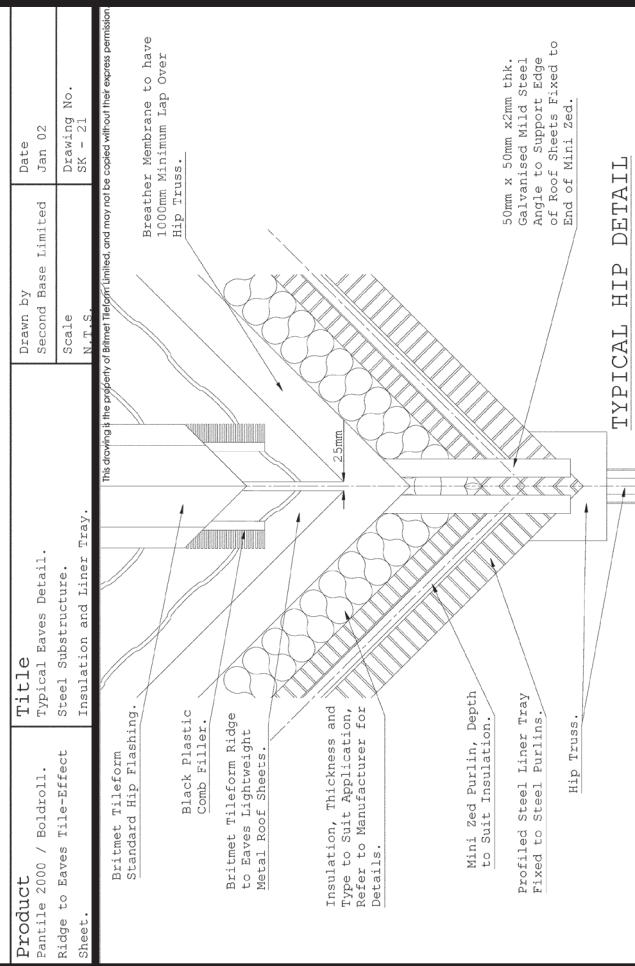 Product
Pantile 2000 / Boldroll.
Ridge to Eaves Tile-Effect
Sheet.
Title
Typical Eaves Detail.
Steel Substructure.
Insulation and Liner Tray.
Drawn by
Second Base Limited
Scale
N.T.S.
Date
Jan 02
Drawing No.
SK - 21
This drawing is the property of Britmet Tileform Limited, and may not be copied without their express permission.
Britmet Tileform
Standard Hip Flashing.
Black Plastic
Comb Filler.
Britmet Tileform Ridge
to Eaves Lightweight
Metal Roof Sheets.
Insulation, Thickness and
Type to Suit Application,
Refer to Manufacturer for
Details.
Mini Zed Purlin, Depth
to Suit Insulation.
Profiled Steel Liner Tray
Fixed to Steel Purlins.
Hip Truss.
25mm
Breather Membrane to have
1000mm Minimum Lap Over
Hip Truss.
50mm x 50mm x2mm thk.
Galvanised Mild Steel
Angle to Support Edge
of Roof Sheets Fixed to
End of Mini Zed.
TYPICAL HIP DETAIL